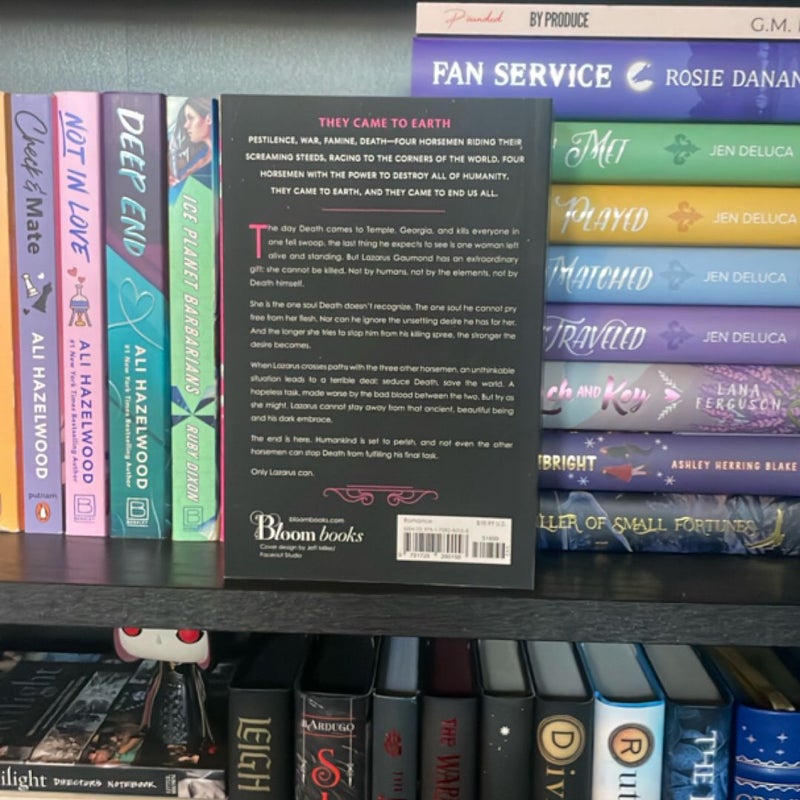 Pounded BY PRODUCE G.M.
FAN SERVICE ROSIE DANAN
MET JEN DELUCA
PLAYED JEN DELUCA
MATCHED JEN DELUCA
TRAVELED JEN DELUCA
AND Key LANA FERGUSON
BRIGHT ASHLEY HERRING BLAKE
LLER OF SMALL FORTUNES
Check & Mate
ALI HAZELWOOD
putnam
NOT IN LOVE
ALI HAZELWOOD
#1 New York Times Bestselling Author
BERKLEY
DEEP END
ALI HAZELWOOD
#1 New York Times Bestselling Author
BERKLEY
ICE PLANET BARBARIANS
RUBY DIXON
THEY CAME TO EARTH
PESTILENCE, WAR, FAMINE, DEATH—FOUR HORSEMEN RIDING THEIR
SCREAMING STEEDS, RACING TO THE CORNERS OF THE WORLD. FOUR
HORSEMEN WITH THE POWER TO DESTROY ALL OF HUMANITY.
THEY CAME TO EARTH, AND THEY CAME TO END US ALL.
The day Death comes to Temple, Georgia, and kills everyone in
one fell swoop, the last thing he expects to see is one woman left
alive and standing. But Lazarus Gaumond has an extraordinary
gift: she cannot be killed. Not by humans, not by the elements, not by
Death himself.
She is the one soul Death doesn't recognize. The one soul he cannot pry
free from her flesh. Nor can he ignore the unsettling desire he has for her.
And the longer she tries to stop him from his killing spree, the stronger the
desire becomes.
When Lazarus crosses paths with the three other horsemen, an unthinkable
situation leads to a terrible deal: seduce Death, save the world. A
hopeless task, made worse by the bad blood between the two. But try as
she might, Lazarus cannot stay away from that ancient, beautiful being
and his dark embrace.
The end is here. Humankind is set to perish, and not even the other
horsemen can stop Death from fulfilling his final task.
Only Lazarus can.
bloombooks.com
Bloom books
Cover design by Jeff Miller/
Faceout Studio
Romance $18.99 U.S.
ilight DIRECTOR'S NOTEBOOK
LEIGH
BARDUGO
S
THE WAR
Div
Ru
THE